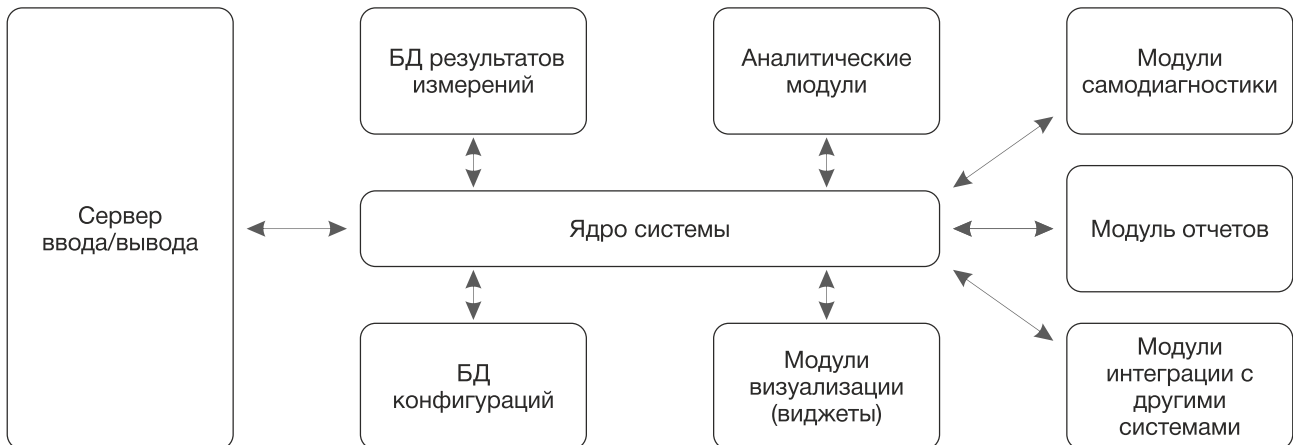 БД результатов
измерений
Аналитические
модули
Модули
самодиагностики
Сервер
ввода/вывода
Ядро системы
Модуль отчетов
БД
конфигураций
Модули
визуализации
(виджеты)
Модули
интеграции с
другими
системами